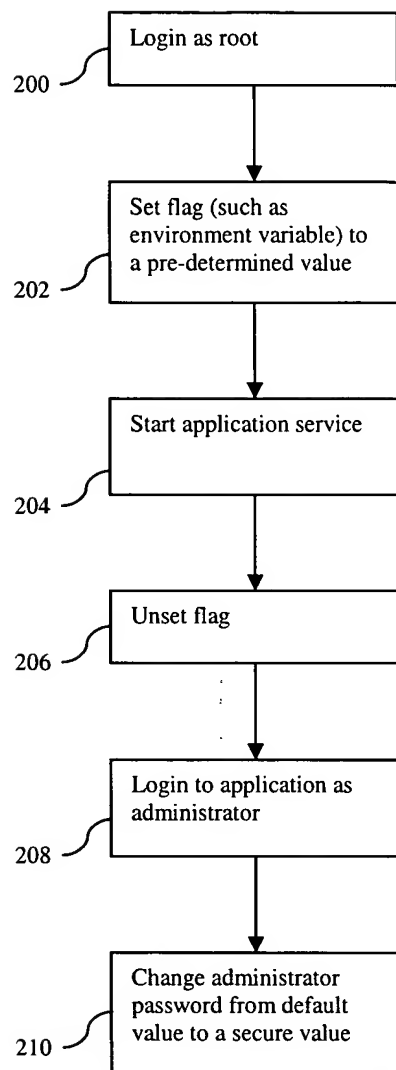 Login as root
200
Set flag (such as
environment variable) to
a pre-determined value
202
Start application service
204
Unset flag
206
Login to application as
administrator
208
Change administrator
password from default
value to a secure value
210